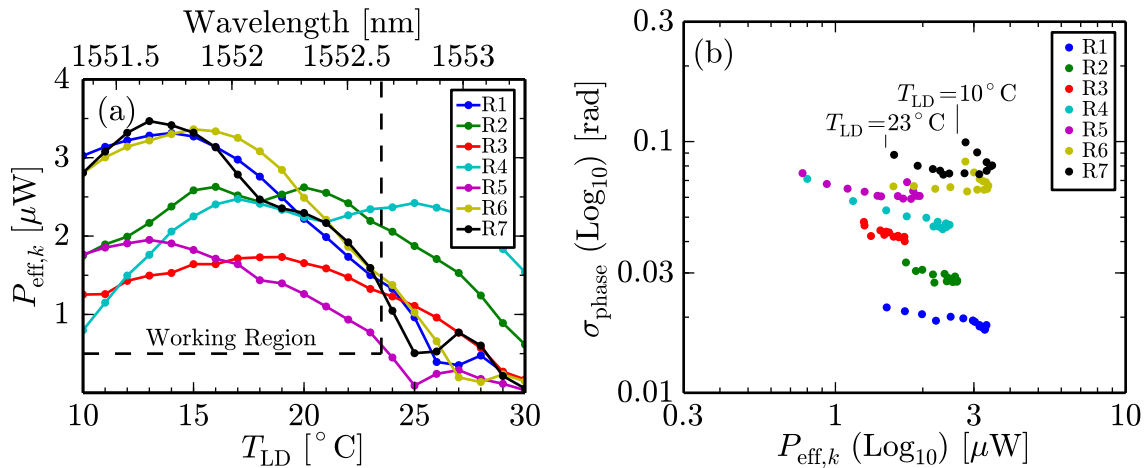 Wavelength [nm]
1551.5 1552 1552.5 1553
(a)
4
3
2
1
P_eff,k [μW]
R1
R2
R3
R4
R5
R6
R7
Working Region
10 15 20 25 30
T_LD [°C]
(b)
0.3
0.1
0.03
0.01
σ_phase (Log_10) [rad]
T_LD=10°C
T_LD=23°C
R1
R2
R3
R4
R5
R6
R7
0.3 1 3 10
P_eff,k (Log_10) [μW]